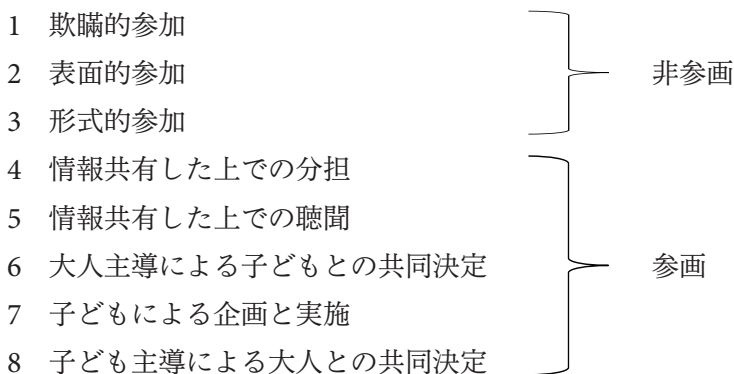 1 欺瞞的参加
2 表面的参加
非参画
3 形式的参加
4 情報共有した上での分担
5 情報共有した上での聴聞
6 大人主導による子どもとの共同決定
参画
7 子どもによる企画と実施
8 子ども主導による大人との共同決定